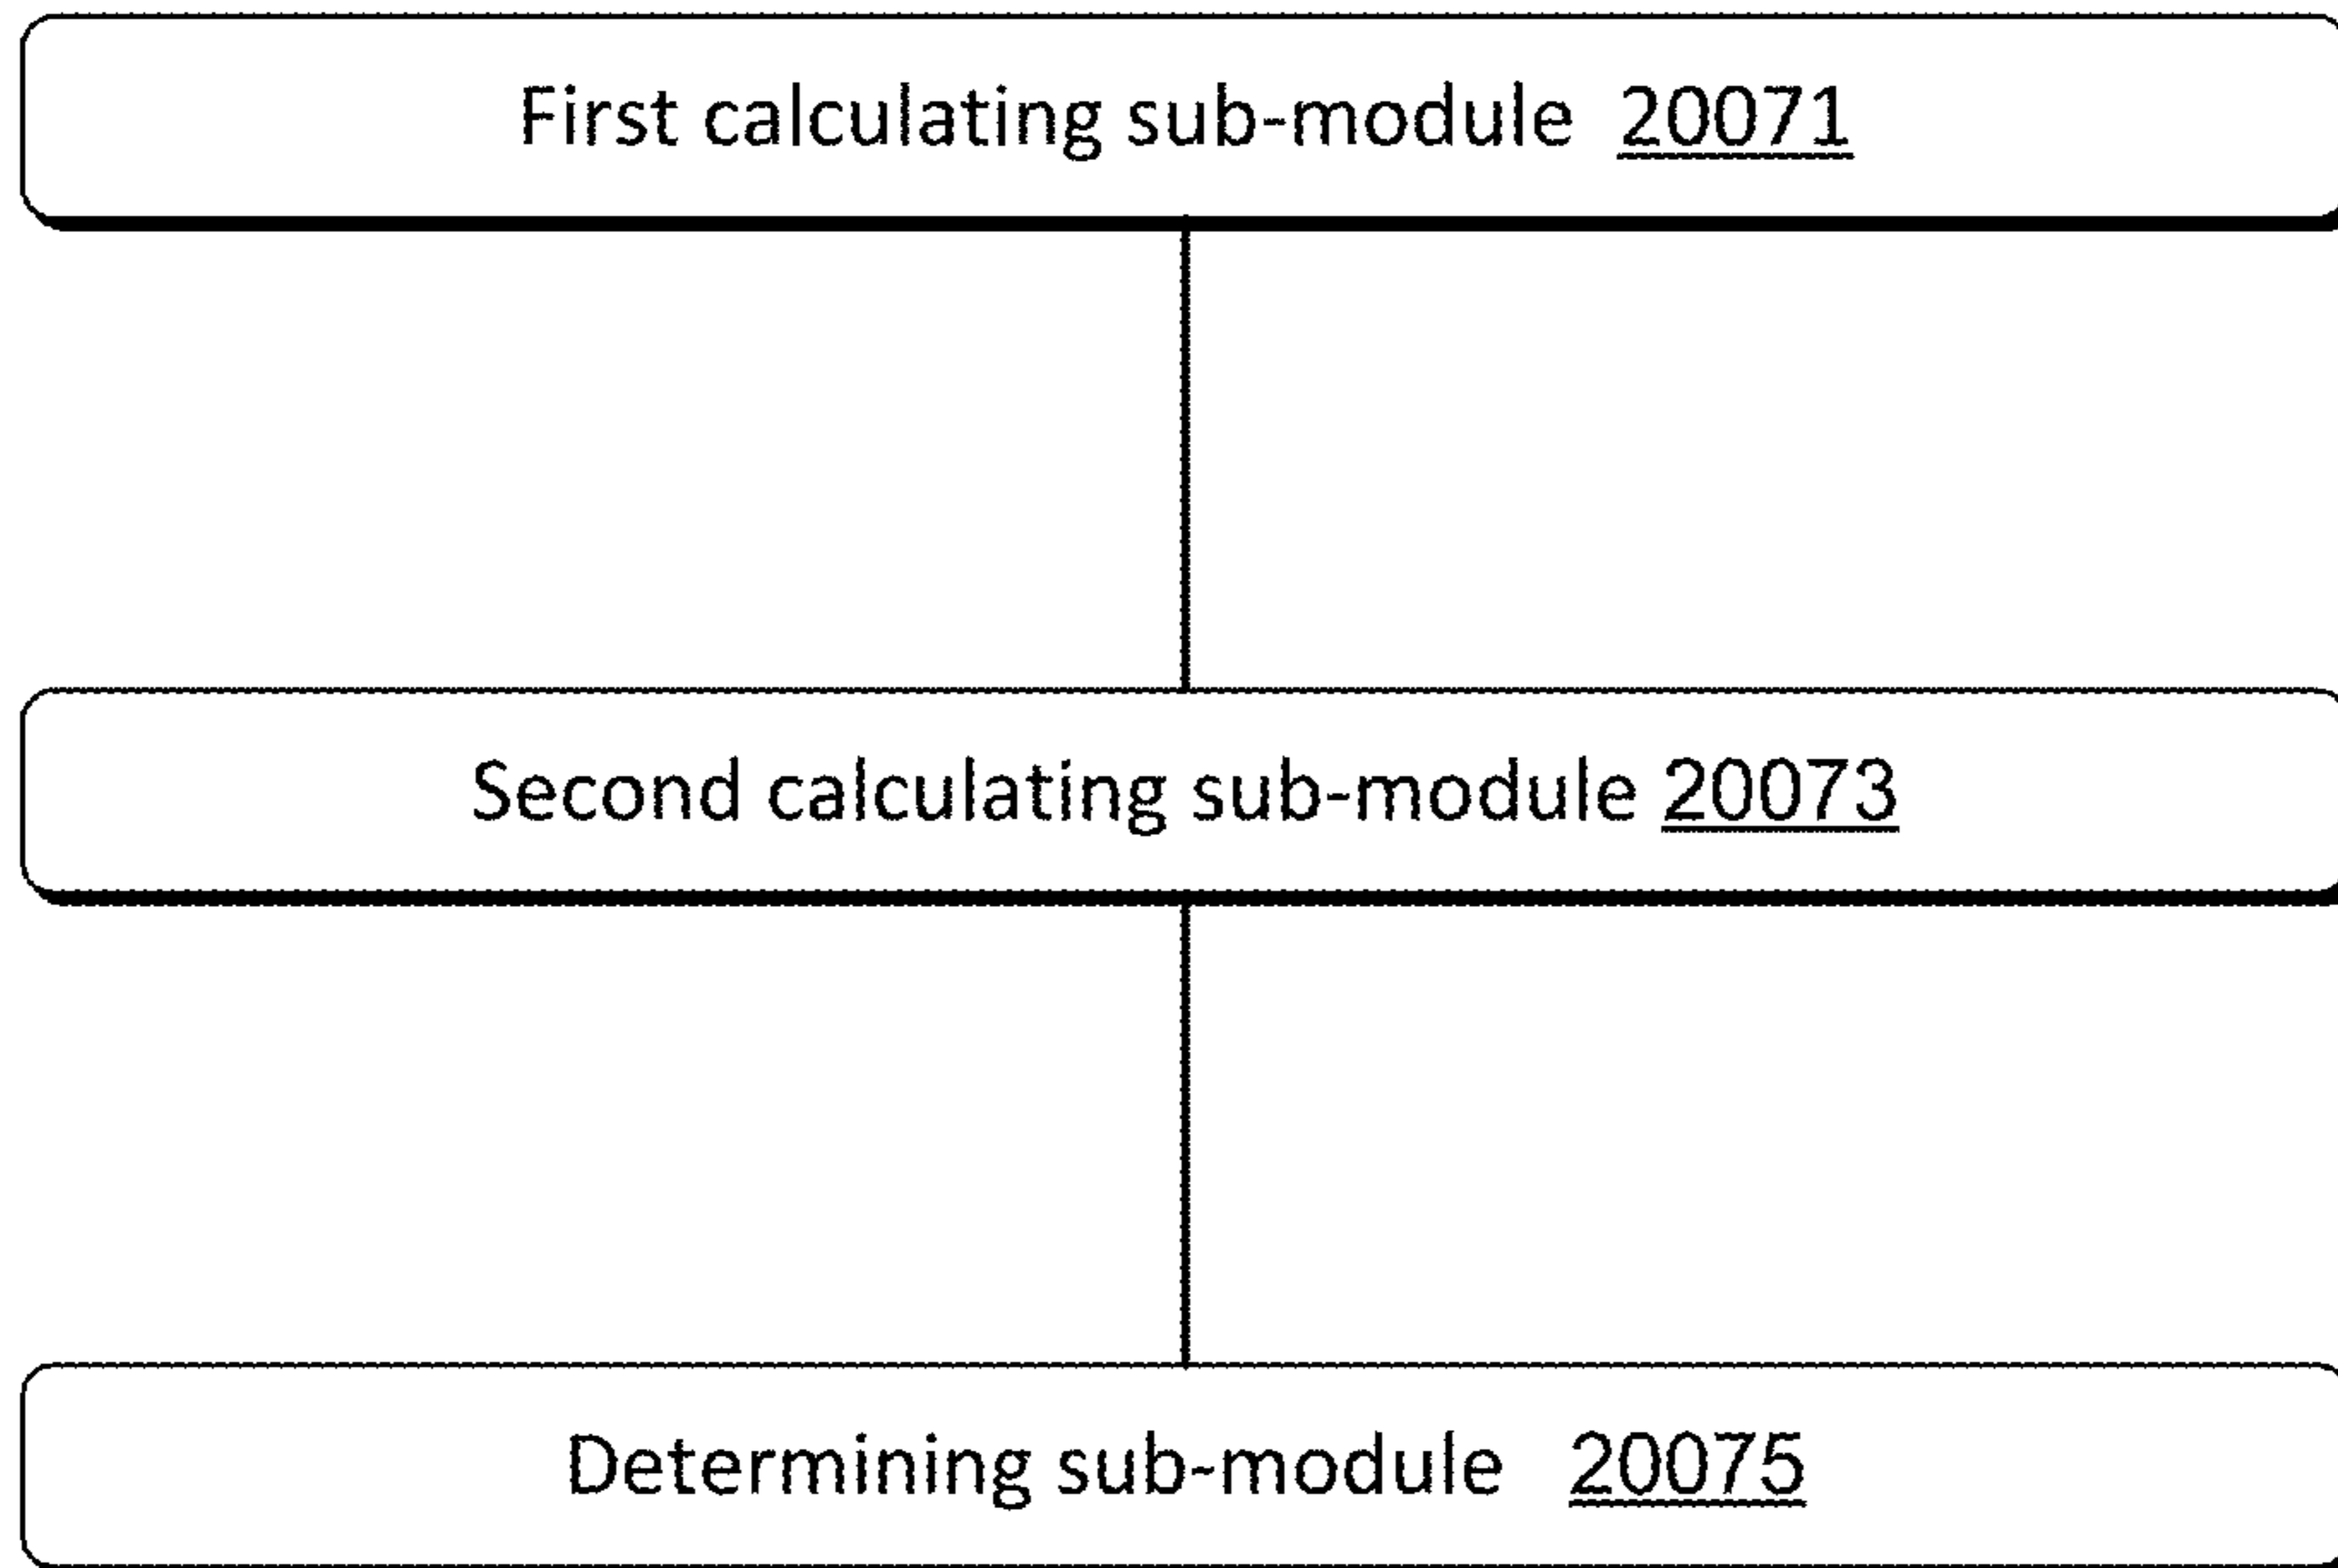 First calculating sub-module 20071
Second calculating sub-module 20073
Determining sub-module 20075